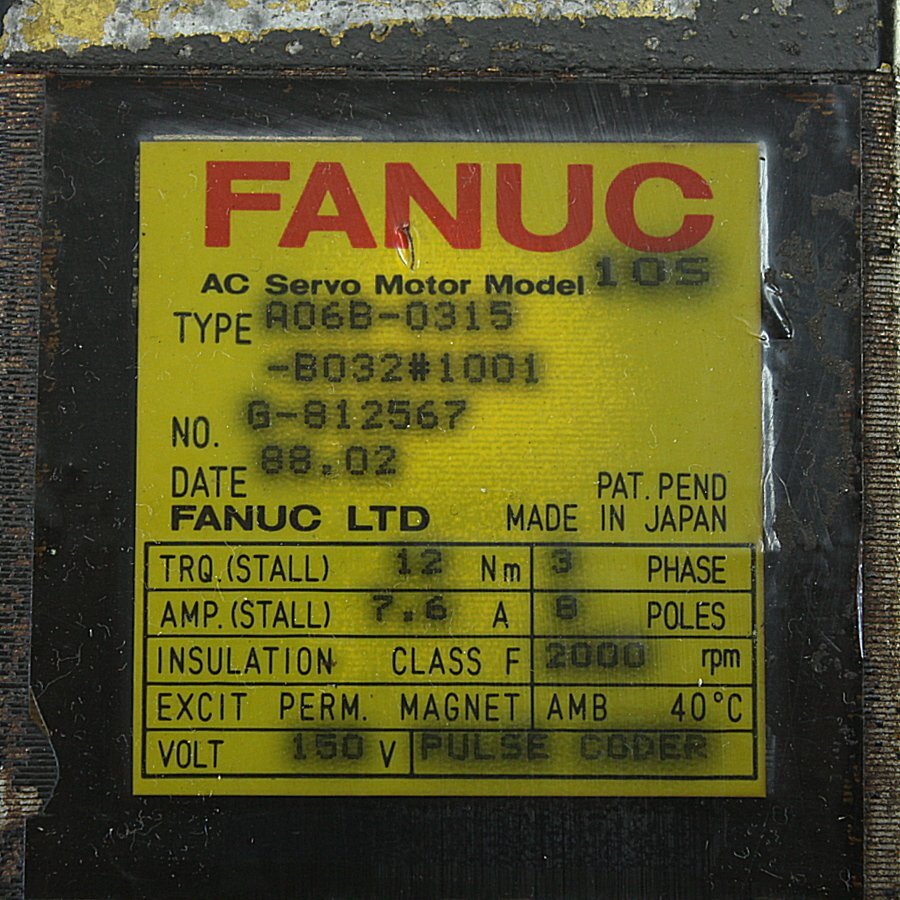 FANUC
AC Servo Motor Model 10S
TYPE A06B-0315
-B032#1001
NO. G-812567
DATE 88.02
PAT. PEND
FANUC LTD MADE IN JAPAN
TRQ.(STALL) 12 Nm 3 PHASE
AMP.(STALL) 7.6 A 8 POLES
INSULATION CLASS F 2000 rpm
EXCIT PERM. MAGNET AMB 40°C
VOLT 150 V PULSE CODER